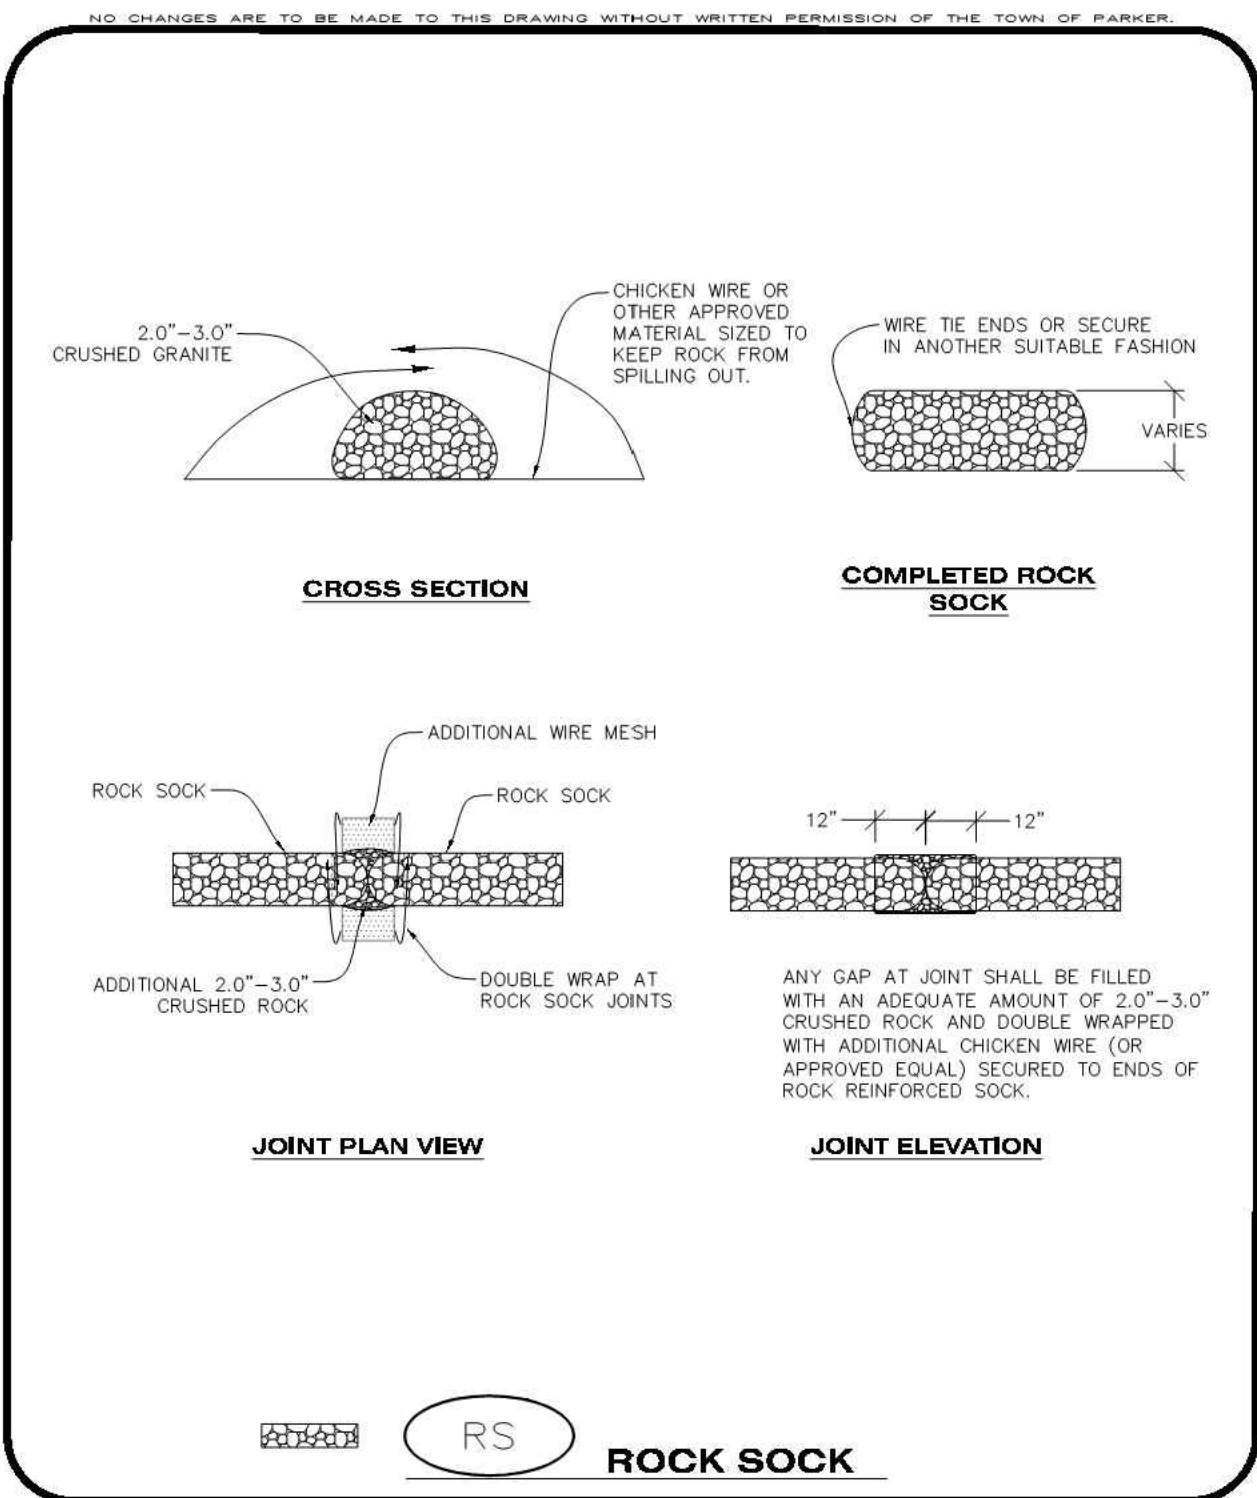 NO CHANGES ARE TO BE MADE TO THIS DRAWING WITHOUT WRITTEN PERMISSION OF THE TOWN OF PARKER.
2.0"-3.0"
CRUSHED GRANITE
CHICKEN WIRE OR
OTHER APPROVED
MATERIAL SIZED TO
KEEP ROCK FROM
SPILLING OUT.
WIRE TIE ENDS OR SECURE
IN ANOTHER SUITABLE FASHION
VARIES
CROSS SECTION
COMPLETED ROCK
SOCK
ADDITIONAL WIRE MESH
ROCK SOCK
ROCK SOCK
ADDITIONAL 2.0"-3.0"
CRUSHED ROCK
DOUBLE WRAP AT
ROCK SOCK JOINTS
JOINT PLAN VIEW
12"
12"
ANY GAP AT JOINT SHALL BE FILLED
WITH AN ADEQUATE AMOUNT OF 2.0"-3.0"
CRUSHED ROCK AND DOUBLE WRAPPED
WITH ADDITIONAL CHICKEN WIRE (OR
APPROVED EQUAL) SECURED TO ENDS OF
ROCK REINFORCED SOCK.
JOINT ELEVATION
RS
ROCK SOCK